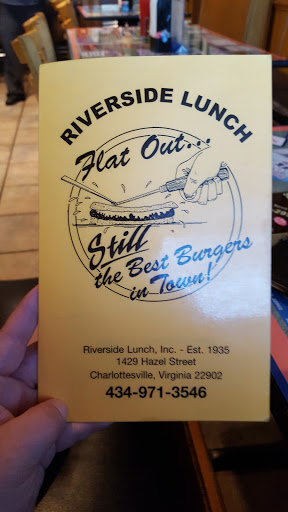 RIVERSIDE LUNCH
Flat Out...
Still
the Best Burgers
in Town!
Riverside Lunch, Inc. - Est. 1935
1429 Hazel Street
Charlottesville, Virginia 22902
434-971-3546